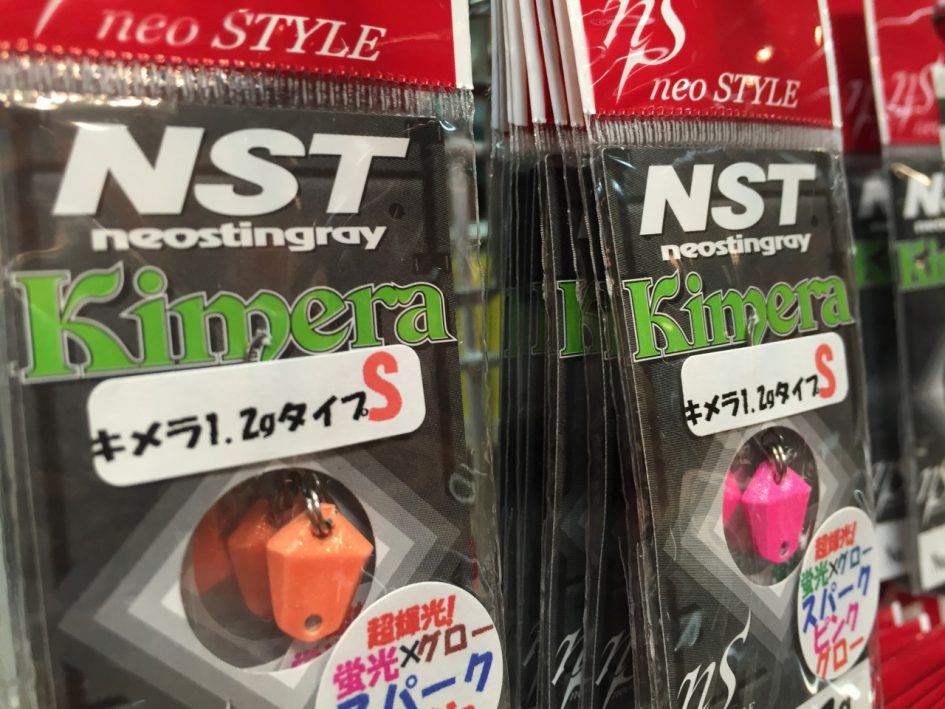 neo STYLE
NST
neostingray
Kimera
キメラ1.2gタイプS
超輝光!
蛍光×グロー
スパーク
ns
neo STYLE
NST
neostingray
Kimera
キメラ1.2gタイプS
超輝光!
蛍光×グロー
スパーク
ピンク
グロー
ns